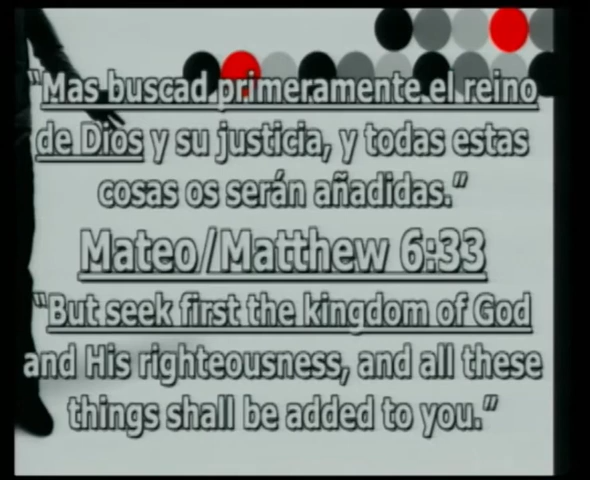 “Mas buscad primeramente el reino
de Dios y su justicia, y todas estas
cosas os serán añadidas.”
Mateo/Matthew 6:33
“But seek first the kingdom of God
and His righteousness, and all these
things shall be added to you.”